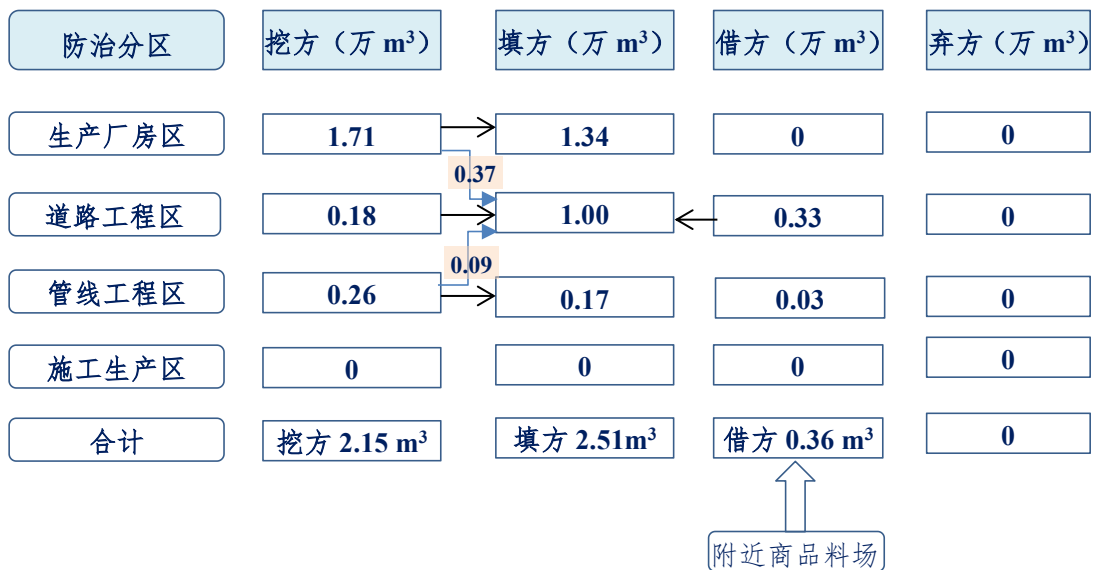 防治分区 挖方（万 m³） 填方（万 m³） 借方（万 m³） 弃方（万 m³）
生产厂房区 1.71 1.34 0 0
0.37
道路工程区 0.18 1.00 0.33 0
0.09
管线工程区 0.26 0.17 0.03 0
施工生产区 0 0 0 0
合计 挖方 2.15 m³ 填方 2.51m³ 借方 0.36 m³ 0
附近商品料场